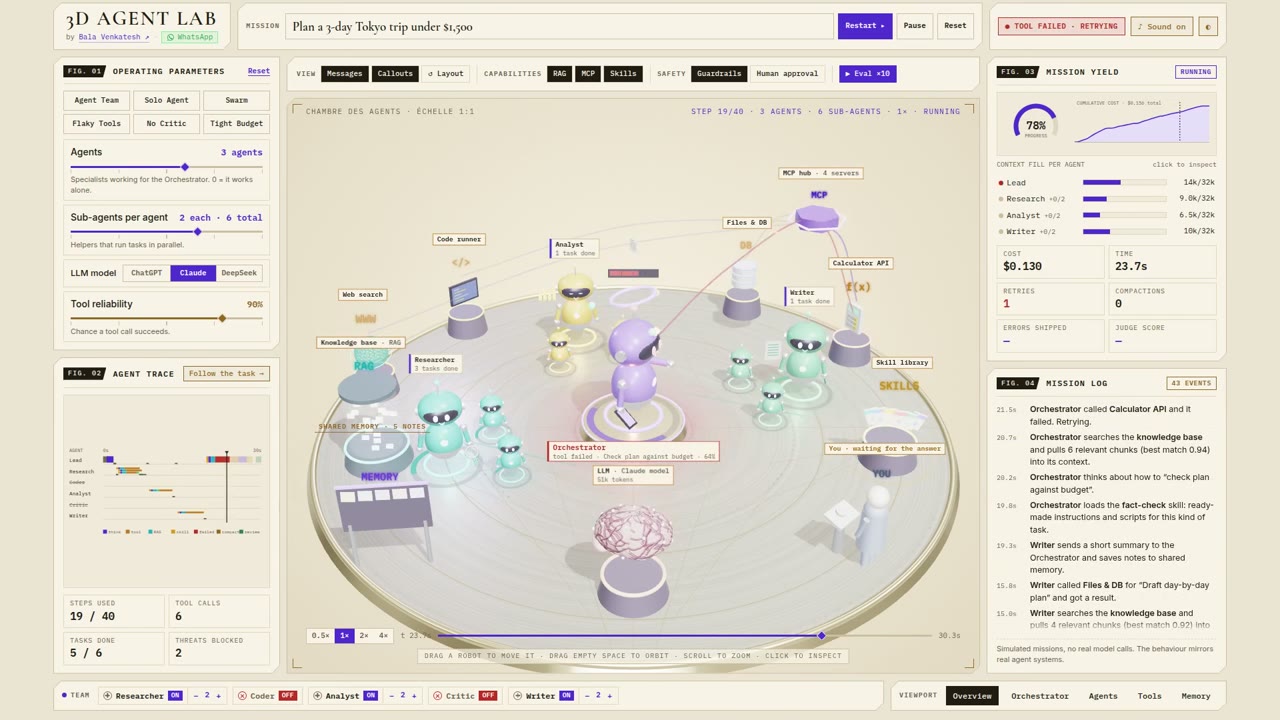 3D AGENT LAB
by Bala Venkatesh ↗ · WhatsApp
MISSION
Plan a 3-day Tokyo trip under $1,500
Restart ▸
Pause
Reset
● TOOL FAILED · RETRYING
♪ Sound on
FIG. 01 OPERATING PARAMETERS Reset
Agent Team Solo Agent Swarm
Flaky Tools No Critic Tight Budget
Agents 3 agents
Specialists working for the Orchestrator. 0 = it works
alone.
Sub-agents per agent 2 each · 6 total
Helpers that run tasks in parallel.
LLM model ChatGPT Claude DeepSeek
Tool reliability 90%
Chance a tool call succeeds.
FIG. 02 AGENT TRACE Follow the task →
AGENT 0s 30s
Lead
Research
Coder
Analyst
Critic
Writer
STEPS USED
19 / 40
TOOL CALLS
6
TASKS DONE
5 / 6
THREATS BLOCKED
2
VIEW Messages Callouts ↺ Layout CAPABILITIES RAG MCP Skills SAFETY Guardrails Human approval ▶ Eval ×10
CHAMBRE DES AGENTS · ÉCHELLE 1:1
STEP 19/40 · 3 AGENTS · 6 SUB-AGENTS · 1× · RUNNING
MCP hub · 4 servers
MCP
Files & DB
DB
Code runner
</>
Analyst
1 task done
Calculator API
f(x)
Web search
WWW
Writer
1 task done
Knowledge base · RAG
RAG
Researcher
3 tasks done
Skill library
SKILLS
SHARED MEMORY · 5 NOTES
MEMORY
Orchestrator
tool failed · Check plan against budget · 64%
You · waiting for the answer
YOU
LLM · Claude model
51k tokens
0.5× 1× 2× 4× t 23.7s 30.3s
DRAG A ROBOT TO MOVE IT · DRAG EMPTY SPACE TO ORBIT · SCROLL TO ZOOM · CLICK TO INSPECT
FIG. 03 MISSION YIELD RUNNING
78%
PROGRESS
CUMULATIVE COST · $0.156 total
CONTEXT FILL PER AGENT click to inspect
Lead 14k/32k
Research +0/2 9.0k/32k
Analyst +0/2 6.5k/32k
Writer +0/2 10k/32k
COST
$0.130
TIME
23.7s
RETRIES
1
COMPACTIONS
0
ERRORS SHIPPED
—
JUDGE SCORE
—
FIG. 04 MISSION LOG 43 EVENTS
21.5s Orchestrator called Calculator API and it
failed. Retrying.
20.7s Orchestrator searches the knowledge base
and pulls 6 relevant chunks (best match 0.94)
into its context.
20.2s Orchestrator thinks about how to “check plan
against budget”.
19.8s Orchestrator loads the fact-check skill: ready-
made instructions and scripts for this kind of
task.
19.3s Writer sends a short summary to the
Orchestrator and saves notes to shared
memory.
15.8s Writer called Files & DB for “Draft day-by-day
plan” and got a result.
15.0s Writer searches the knowledge base and
pulls 4 relevant chunks (best match 0.92) into
Simulated missions, no real model calls. The behaviour mirrors
real agent systems.
● TEAM Researcher ON − 2 + Coder OFF Analyst ON − 2 + Critic OFF Writer ON − 2 +
VIEWPORT Overview Orchestrator Agents Tools Memory